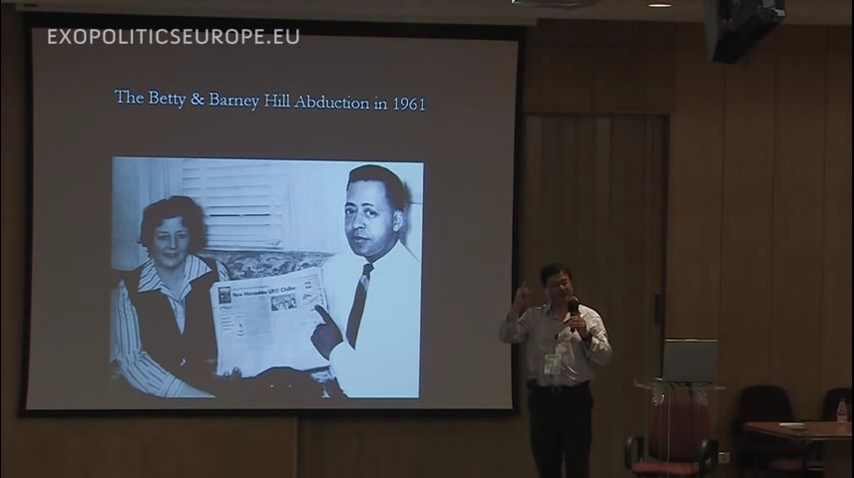 EXOPOLITICSEUROPE.EU
The Betty & Barney Hill Abduction in 1961